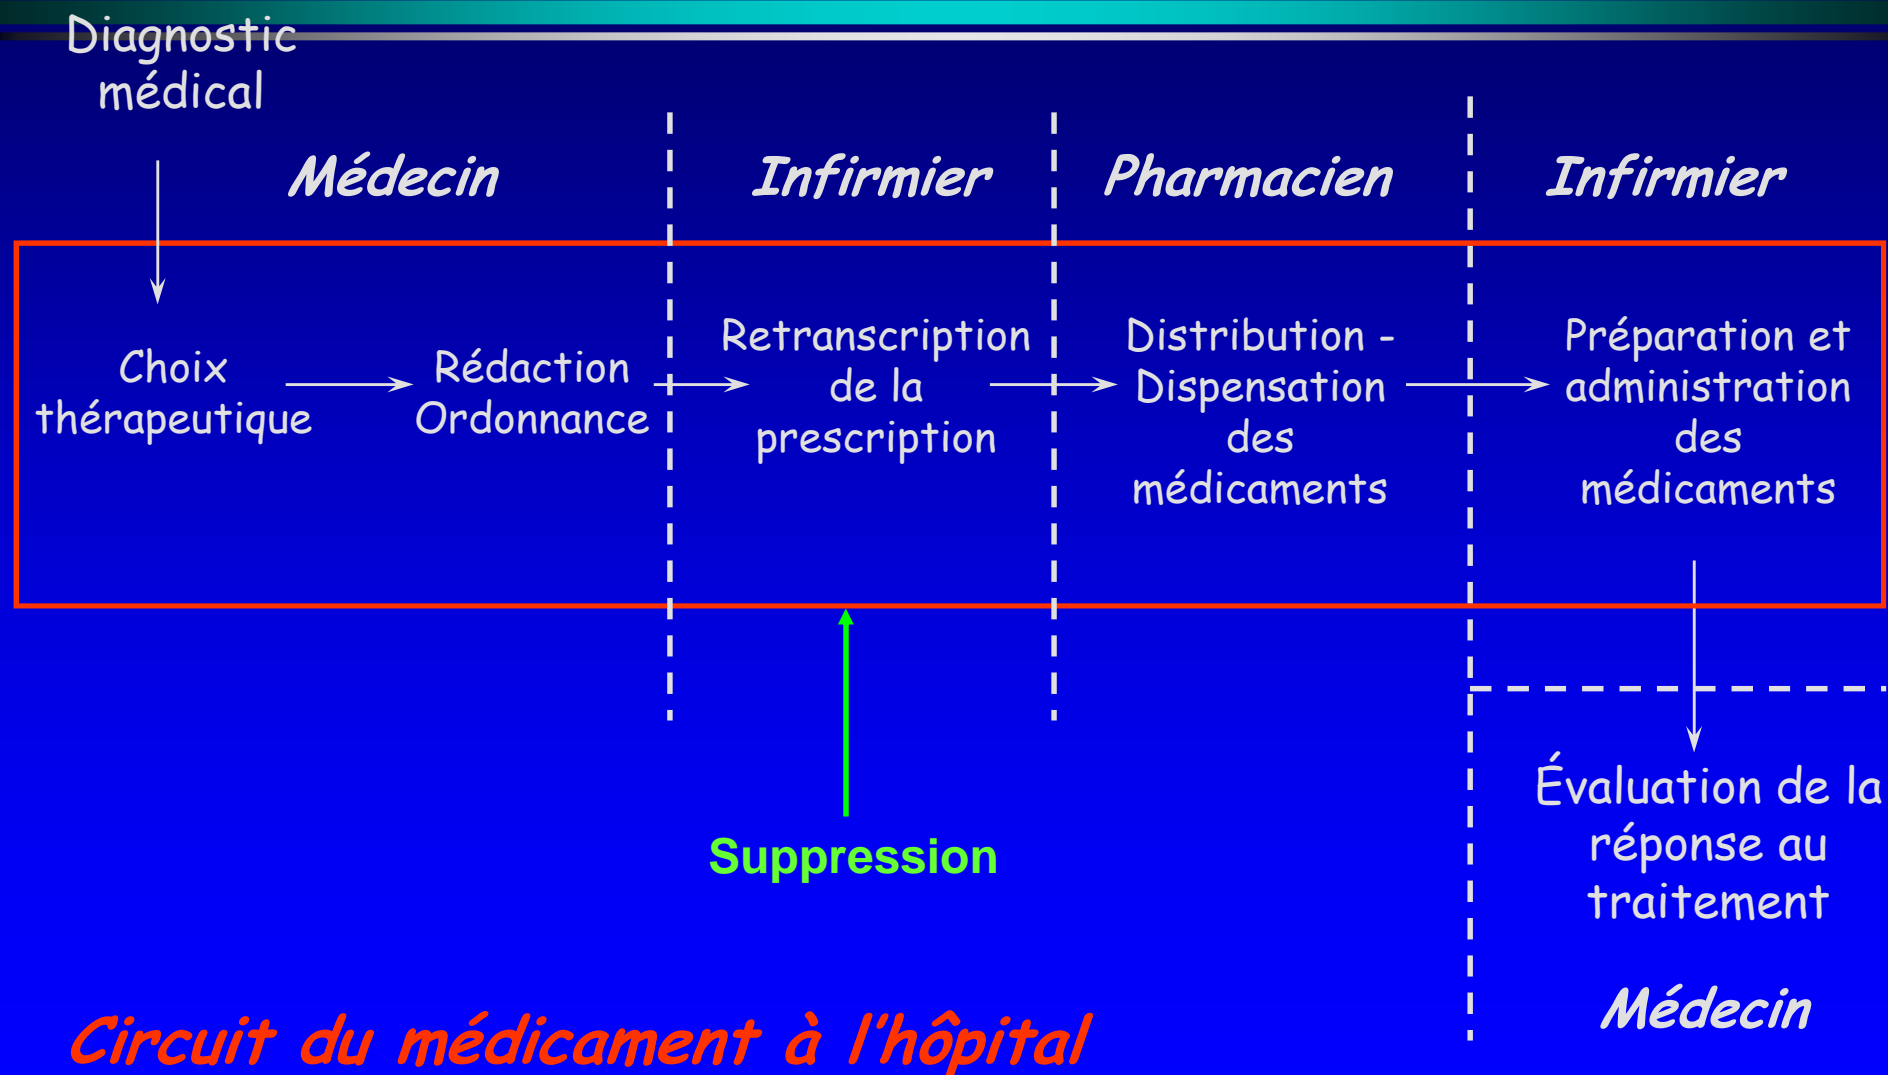 Diagnostic
médical
Médecin
Infirmier
Pharmacien
Infirmier
Choix
thérapeutique
Rédaction
Ordonnance
Retranscription
de la
prescription
Distribution -
Dispensation
des
médicaments
Préparation et
administration
des
médicaments
Suppression
Évaluation de la
réponse au
traitement
Médecin
Circuit du médicament à l'hôpital